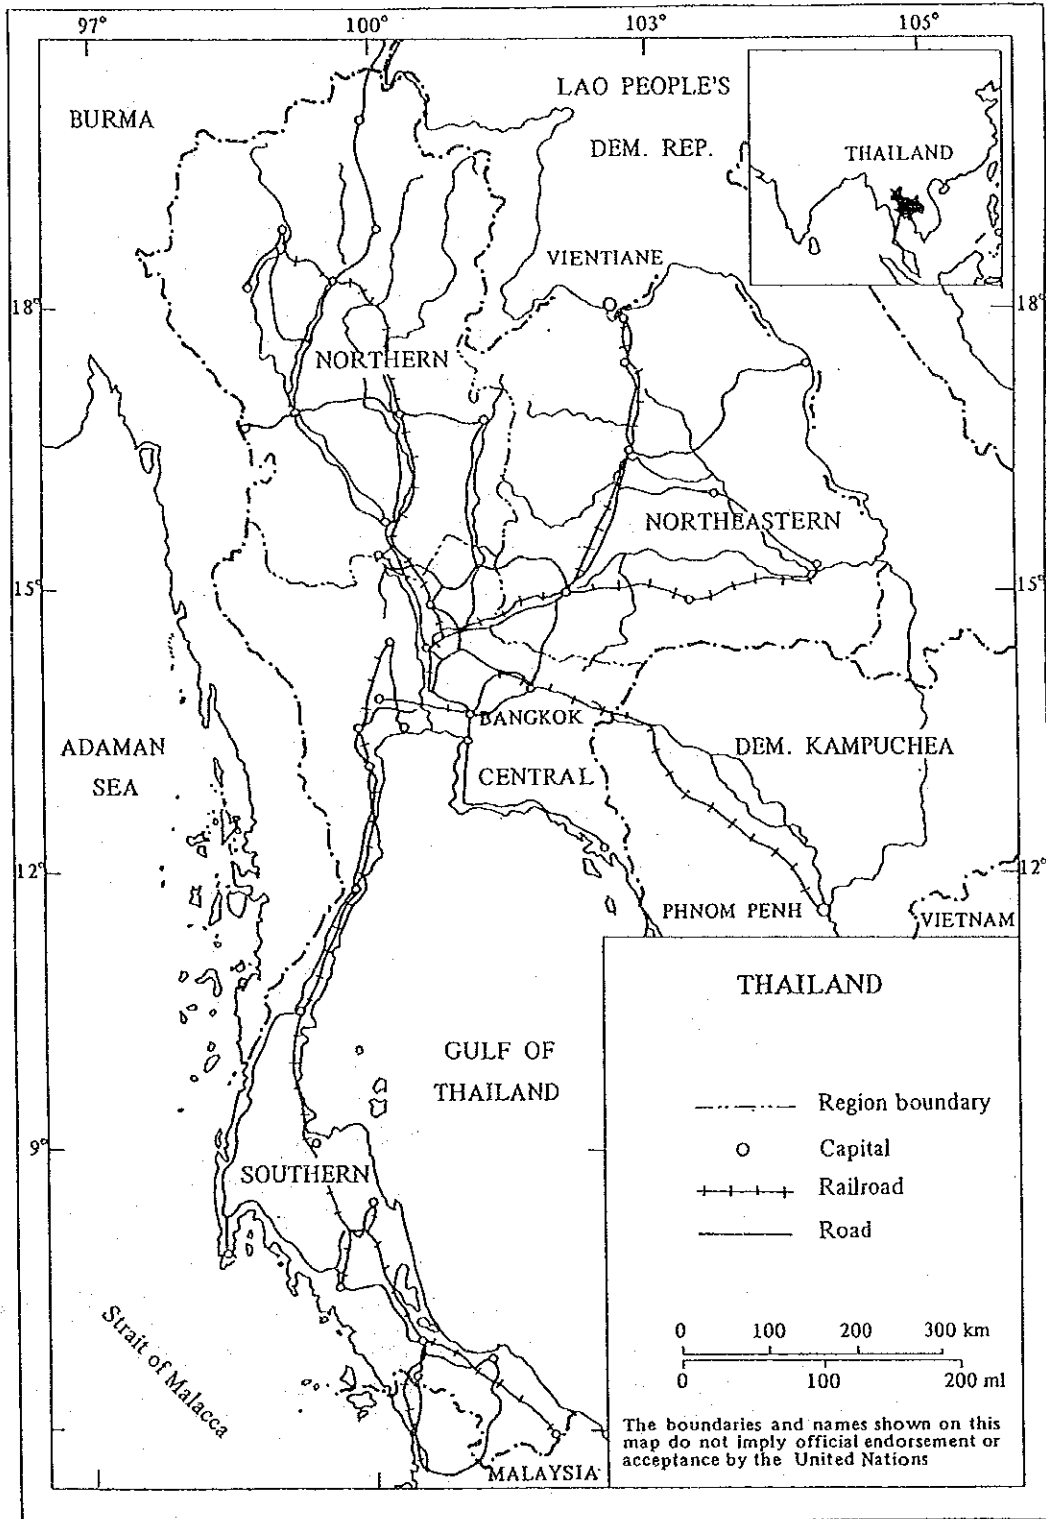 97° 100° 103° 105°
LAO PEOPLE'S
BURMA
DEM. REP.
THAILAND
VIENTIANE
18° 18°
NORTHERN
NORTHEASTERN
15° 15°
BANGKOK
ADAMAN
SEA
DEM. KAMPUCHEA
CENTRAL
12° 12°
PHNOM PENH
VIETNAM
THAILAND
GULF OF
THAILAND
Region boundary
9°
Capital
SOUTHERN
Railroad
Road
Strait of Malacca
0 100 200 300 km
0 100 200 ml
The boundaries and names shown on this
map do not imply official endorsement or
acceptance by the United Nations
MALAYSIA